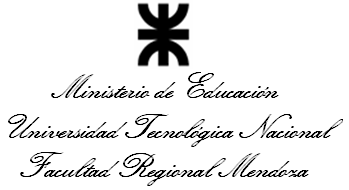 Ministerio de Educación
Universidad Tecnológica Nacional
Facultad Regional Mendoza